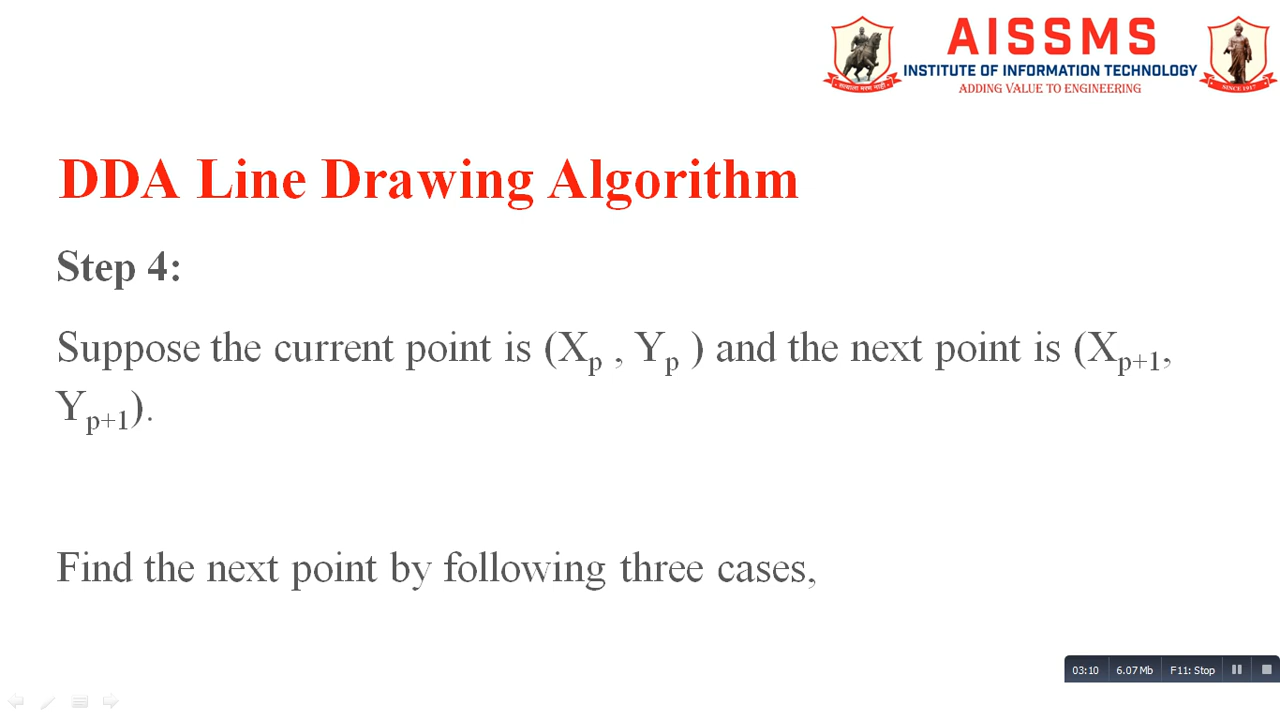 AISSMS
INSTITUTE OF INFORMATION TECHNOLOGY
ADDING VALUE TO ENGINEERING
SINCE 1917
DDA Line Drawing Algorithm
Step 4:
Suppose the current point is (Xp , Yp ) and the next point is (Xp+1,
Yp+1).
Find the next point by following three cases,
03:10 6.07 Mb F11: Stop